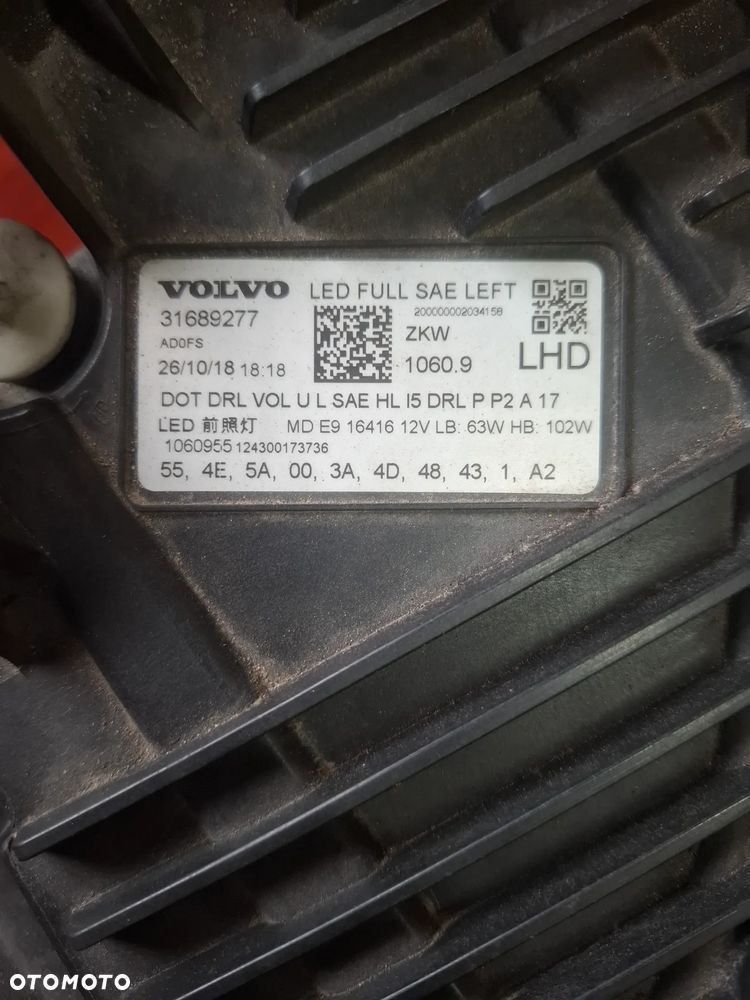 VOLVO LED FULL SAE LEFT
31689277
200000002034158
AD0FS
ZKW
26/10/18 18:18
1060.9
LHD
DOT DRL VOL U L SAE HL I5 DRL P P2 A 17
LED 前照灯 MD E9 16416 12V LB: 63W HB: 102W
1060955 124300173736
55, 4E, 5A, 00, 3A, 4D, 48, 43, 1, A2
OTOMOTO